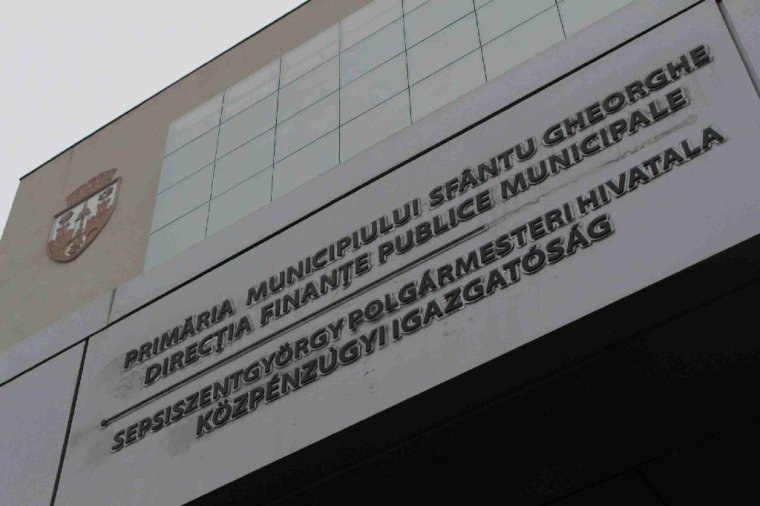 PRIMĂRIA MUNICIPIULUI SFÂNTU GHEORGHE
DIRECȚIA FINANȚE PUBLICE MUNICIPALE
SEPSISZENTGYÖRGY POLGÁRMESTERI HIVATALA
KÖZPÉNZÜGYI IGAZGATÓSÁG